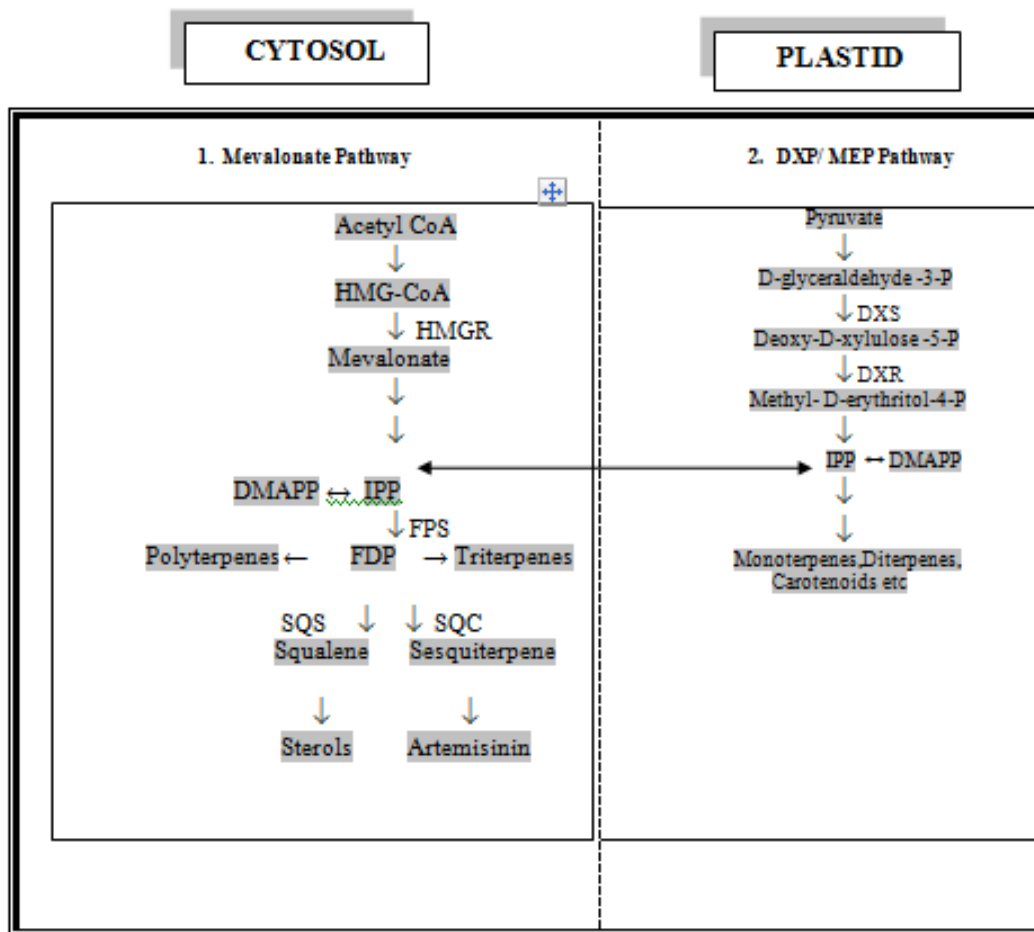 CYTOSOL
PLASTID
1. Mevalonate Pathway
2. DXP/ MEP Pathway
Acetyl CoA
↓
HMG-CoA
↓ HMGR
Mevalonate
↓
↓
DMAPP ↔ IPP
↓ FPS
Polyterpenes ← FDP → Triterpenes
SQS ↓ ↓ SQC
Squalene Sesquiterpene
↓ ↓
Sterols Artemisinin
Pyruvate
↓
D-glyceraldehyde -3-P
↓ DXS
Deoxy-D-xylulose -5-P
↓ DXR
Methyl- D-erythritol-4-P
↓
IPP ↔ DMAPP
↓
↓
Monoterpenes,Diterpenes,
Carotenoids etc